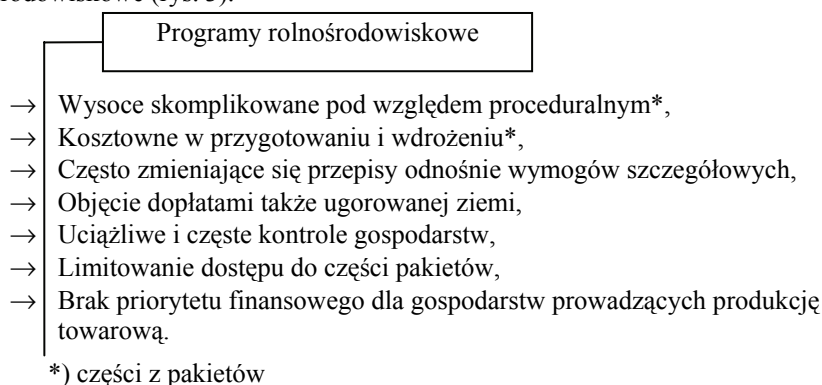 rodowiskowe (rys. 3).
Programy rolnośrodowiskowe
→ Wysoce skomplikowane pod względem proceduralnym*,
→ Kosztowne w przygotowaniu i wdrożeniu*,
→ Często zmieniające się przepisy odnośnie wymogów szczegółowych,
→ Objęcie dopłatami także ugorowanej ziemi,
→ Uciążliwe i częste kontrole gospodarstw,
→ Limitowanie dostępu do części pakietów,
→ Brak priorytetu finansowego dla gospodarstw prowadzących produkcję
towarową.
*) części z pakietów